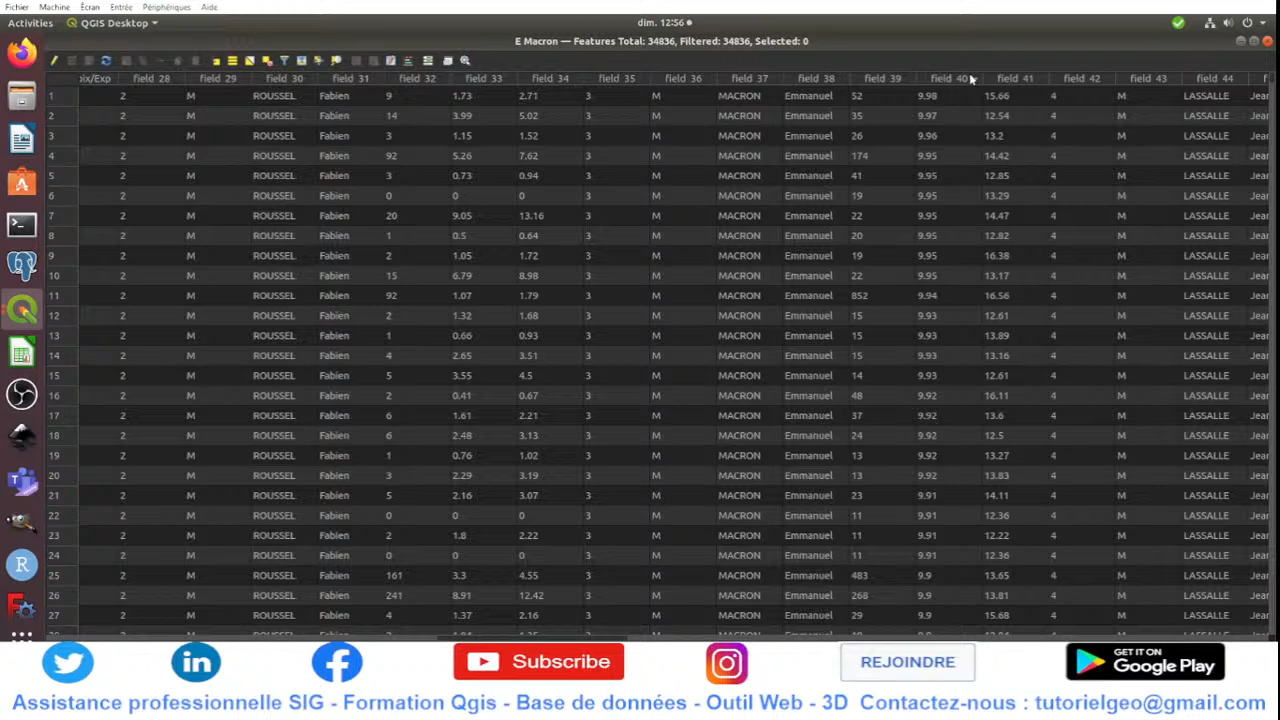 Fichier Machine Écran Entrée Périphériques Aide
Activities QGIS Desktop dim. 12:56
E Macron — Features Total: 34836, Filtered: 34836, Selected: 0
oix/Exp field 28 field 29 field 30 field 31 field 32 field 33 field 34 field 35 field 36 field 37 field 38 field 39 field 40 field 41 field 42 field 43 field 44 f
1 2 M ROUSSEL Fabien 9 1.73 2.71 3 M MACRON Emmanuel 52 9.98 15.66 4 M LASSALLE Jear
2 2 M ROUSSEL Fabien 14 3.99 5.02 3 M MACRON Emmanuel 35 9.97 12.54 4 M LASSALLE Jear
3 2 M ROUSSEL Fabien 3 1.15 1.52 3 M MACRON Emmanuel 26 9.96 13.2 4 M LASSALLE Jear
4 2 M ROUSSEL Fabien 92 5.26 7.62 3 M MACRON Emmanuel 174 9.95 14.42 4 M LASSALLE Jear
5 2 M ROUSSEL Fabien 3 0.73 0.94 3 M MACRON Emmanuel 41 9.95 12.85 4 M LASSALLE Jear
6 2 M ROUSSEL Fabien 0 0 0 3 M MACRON Emmanuel 19 9.95 13.29 4 M LASSALLE Jear
7 2 M ROUSSEL Fabien 20 9.05 13.16 3 M MACRON Emmanuel 22 9.95 14.47 4 M LASSALLE Jear
8 2 M ROUSSEL Fabien 1 0.5 0.64 3 M MACRON Emmanuel 20 9.95 12.82 4 M LASSALLE Jear
9 2 M ROUSSEL Fabien 2 1.05 1.72 3 M MACRON Emmanuel 19 9.95 16.38 4 M LASSALLE Jear
10 2 M ROUSSEL Fabien 15 6.79 8.98 3 M MACRON Emmanuel 22 9.95 13.17 4 M LASSALLE Jear
11 2 M ROUSSEL Fabien 92 1.07 1.79 3 M MACRON Emmanuel 852 9.94 16.56 4 M LASSALLE Jear
12 2 M ROUSSEL Fabien 2 1.32 1.68 3 M MACRON Emmanuel 15 9.93 12.61 4 M LASSALLE Jear
13 2 M ROUSSEL Fabien 1 0.66 0.93 3 M MACRON Emmanuel 15 9.93 13.89 4 M LASSALLE Jear
14 2 M ROUSSEL Fabien 4 2.65 3.51 3 M MACRON Emmanuel 15 9.93 13.16 4 M LASSALLE Jear
15 2 M ROUSSEL Fabien 5 3.55 4.5 3 M MACRON Emmanuel 14 9.93 12.61 4 M LASSALLE Jear
16 2 M ROUSSEL Fabien 2 0.41 0.67 3 M MACRON Emmanuel 48 9.92 16.11 4 M LASSALLE Jear
17 2 M ROUSSEL Fabien 6 1.61 2.21 3 M MACRON Emmanuel 37 9.92 13.6 4 M LASSALLE Jear
18 2 M ROUSSEL Fabien 6 2.48 3.13 3 M MACRON Emmanuel 24 9.92 12.5 4 M LASSALLE Jear
19 2 M ROUSSEL Fabien 1 0.76 1.02 3 M MACRON Emmanuel 13 9.92 13.27 4 M LASSALLE Jear
20 2 M ROUSSEL Fabien 3 2.29 3.19 3 M MACRON Emmanuel 13 9.92 13.83 4 M LASSALLE Jear
21 2 M ROUSSEL Fabien 5 2.16 3.07 3 M MACRON Emmanuel 23 9.91 14.11 4 M LASSALLE Jear
22 2 M ROUSSEL Fabien 0 0 0 3 M MACRON Emmanuel 11 9.91 12.36 4 M LASSALLE Jear
23 2 M ROUSSEL Fabien 2 1.8 2.22 3 M MACRON Emmanuel 11 9.91 12.22 4 M LASSALLE Jear
24 2 M ROUSSEL Fabien 0 0 0 3 M MACRON Emmanuel 11 9.91 12.36 4 M LASSALLE Jear
25 2 M ROUSSEL Fabien 161 3.3 4.55 3 M MACRON Emmanuel 483 9.9 13.65 4 M LASSALLE Jear
26 2 M ROUSSEL Fabien 241 8.91 12.42 3 M MACRON Emmanuel 268 9.9 13.81 4 M LASSALLE Jear
27 2 M ROUSSEL Fabien 4 1.37 2.16 3 M MACRON Emmanuel 29 9.9 15.68 4 M LASSALLE Jear
Subscribe REJOINDRE GET IT ON Google Play
Assistance professionnelle SIG - Formation Qgis - Base de données - Outil Web - 3D Contactez-nous : tutorielgeo@gmail.com